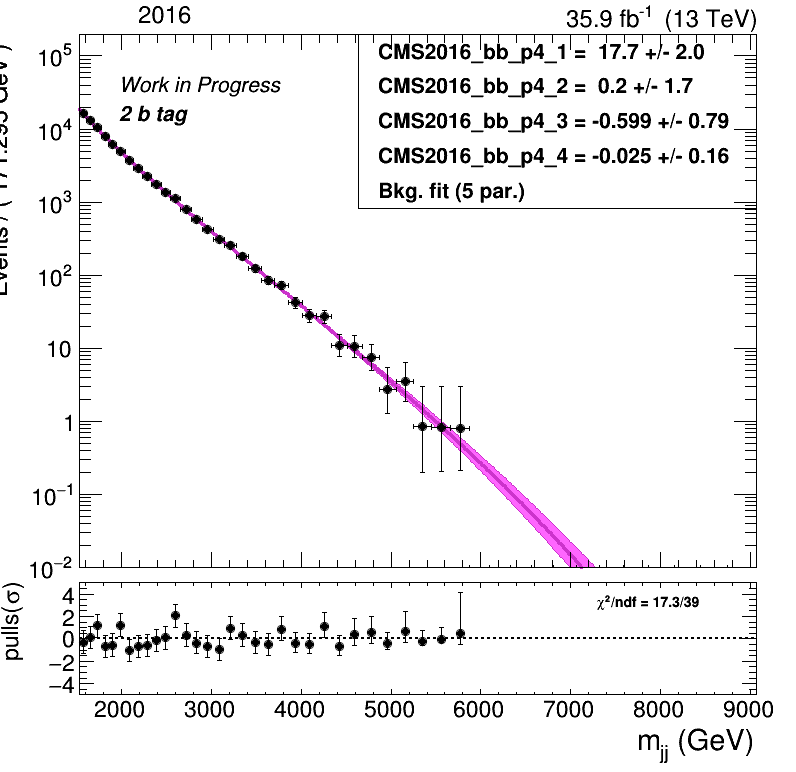 2016
35.9 fb⁻¹ (13 TeV)
CMS2016_bb_p4_1 = 17.7 +/- 2.0
CMS2016_bb_p4_2 = 0.2 +/- 1.7
CMS2016_bb_p4_3 = -0.599 +/- 0.79
CMS2016_bb_p4_4 = -0.025 +/- 0.16
Bkg. fit (5 par.)
Work in Progress
2 b tag
10⁵
10⁴
10³
10²
10
1
10⁻¹
10⁻²
χ²/ndf = 17.3/39
pulls(σ)
4
2
0
−2
−4
2000 3000 4000 5000 6000 7000 8000 9000
m_jj (GeV)